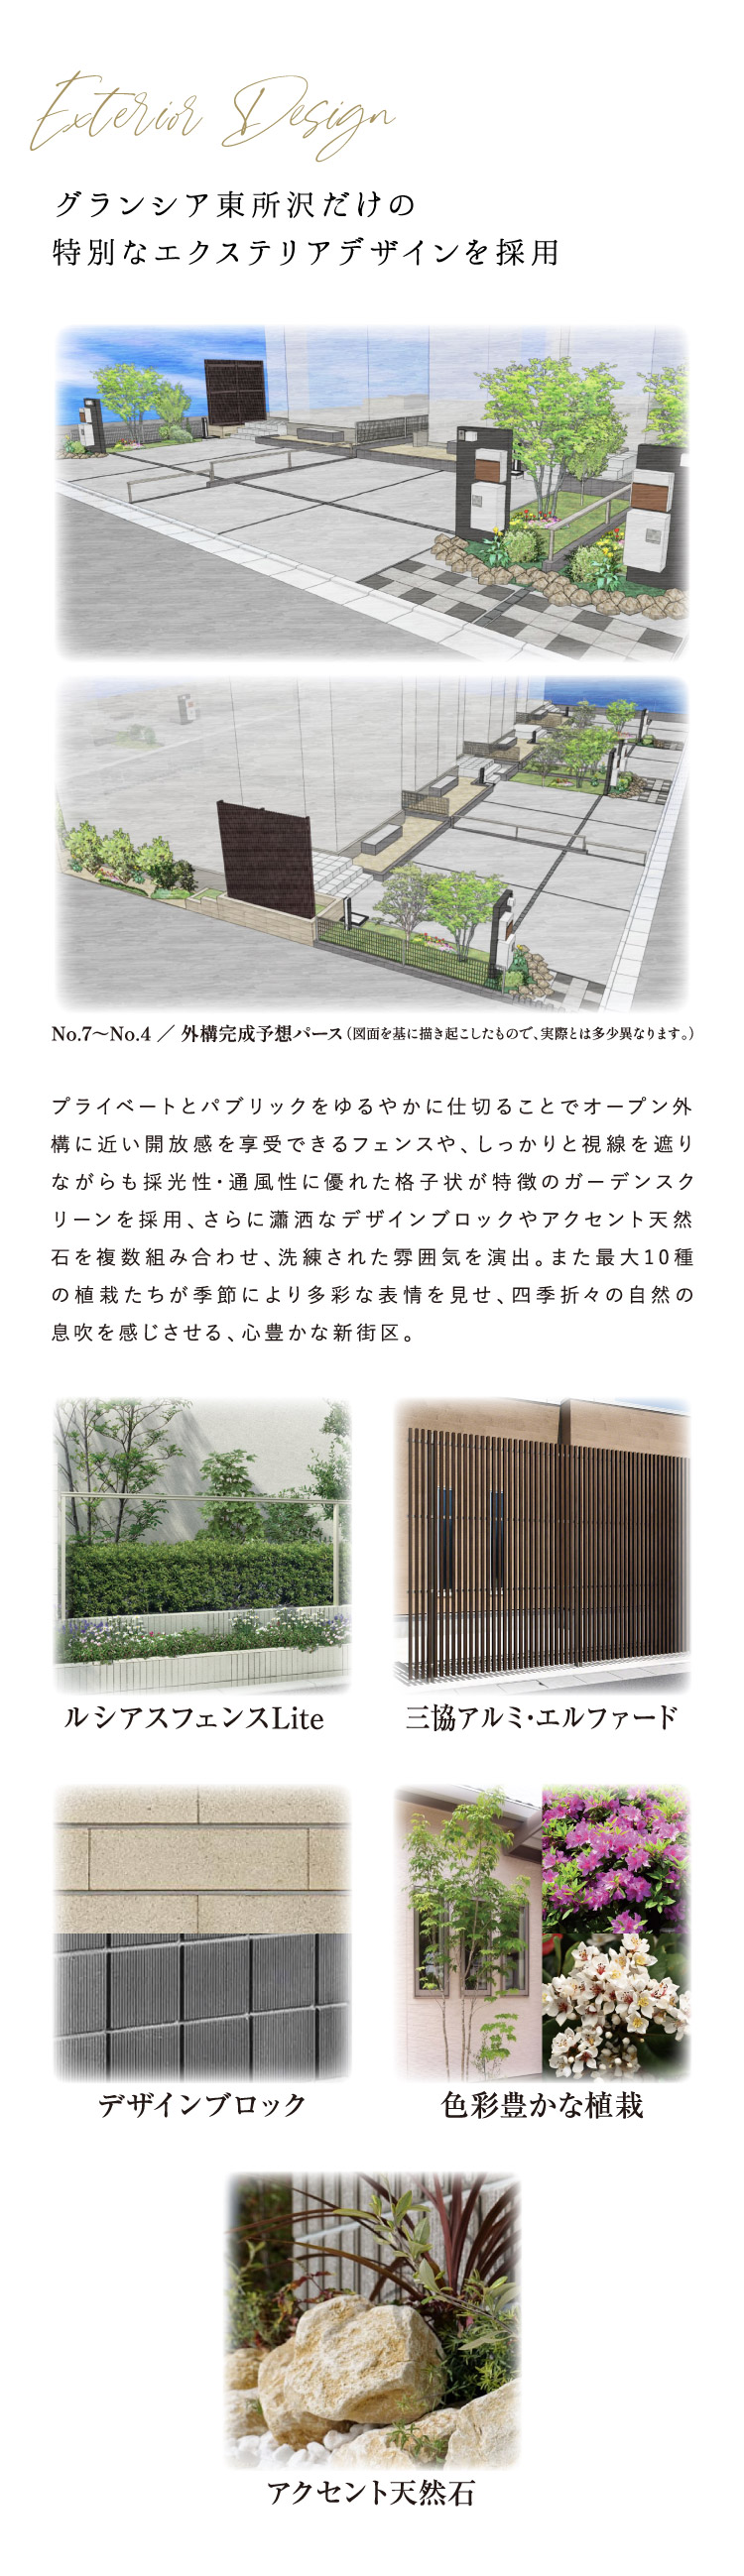 Exterior Design
グランシア東所沢だけの
特別なエクステリアデザインを採用
No.7〜No.4 ／ 外構完成予想パース（図面を基に描き起こしたもので、実際とは多少異なります。）
プライベートとパブリックをゆるやかに仕切ることでオープン外
構に近い開放感を享受できるフェンスや、しっかりと視線を遮り
ながらも採光性・通風性に優れた格子状が特徴のガーデンスク
リーンを採用、さらに瀟洒なデザインブロックやアクセント天然
石を複数組み合わせ、洗練された雰囲気を演出。また最大10種
の植栽たちが季節により多彩な表情を見せ、四季折々の自然の
息吹を感じさせる、心豊かな新街区。
ルシアスフェンスLite
三協アルミ・エルファード
デザインブロック
色彩豊かな植栽
アクセント天然石